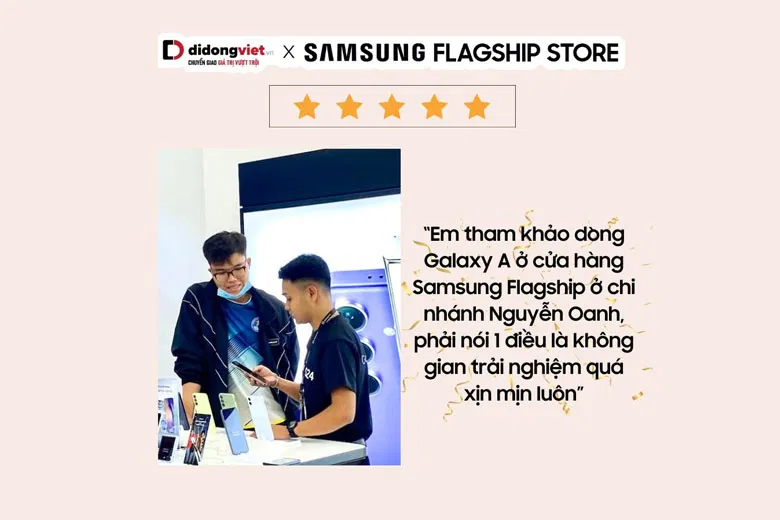 didongviet.vn X SAMSUNG FLAGSHIP STORE
CHUYỂN GIAO GIÁ TRỊ VƯỢT TRỘI
“Em tham khảo dòng
Galaxy A ở cửa hàng
Samsung Flagship ở chi
nhánh Nguyễn Oanh,
phải nói 1 điều là không
gian trải nghiệm quá
xịn mịn luôn”